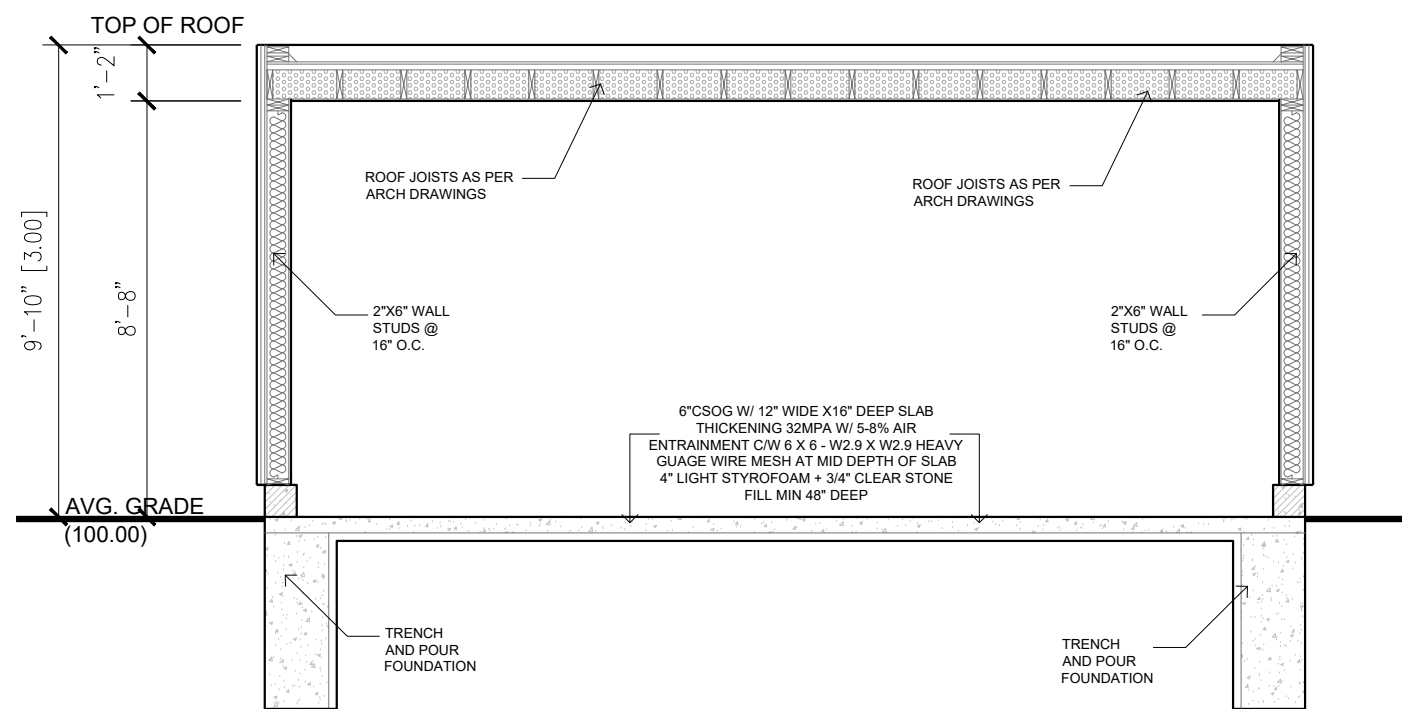 TOP OF ROOF
1'-2"
9'-10" [3.00]
8'-8"
ROOF JOISTS AS PER
ARCH DRAWINGS
ROOF JOISTS AS PER
ARCH DRAWINGS
2"X6" WALL
STUDS @
16" O.C.
2"X6" WALL
STUDS @
16" O.C.
6"CSOG W/ 12" WIDE X16" DEEP SLAB
THICKENING 32MPA W/ 5-8% AIR
ENTRAINMENT C/W 6 X 6 - W2.9 X W2.9 HEAVY
GUAGE WIRE MESH AT MID DEPTH OF SLAB
4" LIGHT STYROFOAM + 3/4" CLEAR STONE
FILL MIN 48" DEEP
AVG. GRADE
(100.00)
TRENCH
AND POUR
FOUNDATION
TRENCH
AND POUR
FOUNDATION